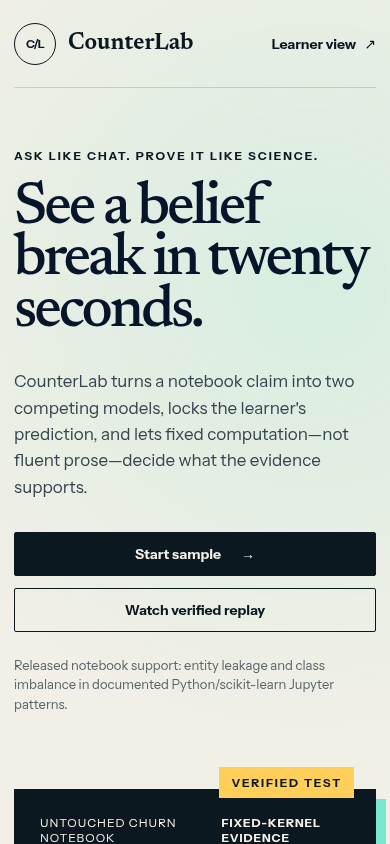 C/L CounterLab Learner view ↗
ASK LIKE CHAT. PROVE IT LIKE SCIENCE.
See a belief
break in twenty
seconds.
CounterLab turns a notebook claim into two
competing models, locks the learner's
prediction, and lets fixed computation—not
fluent prose—decide what the evidence
supports.
Start sample →
Watch verified replay
Released notebook support: entity leakage and class
imbalance in documented Python/scikit-learn Jupyter
patterns.
VERIFIED TEST
UNTOUCHED CHURN
NOTEBOOK
FIXED-KERNEL
EVIDENCE